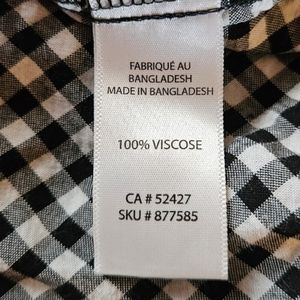 FABRIQUÉ AU
BANGLADESH
MADE IN BANGLADESH
100% VISCOSE
CA # 52427
SKU # 877585